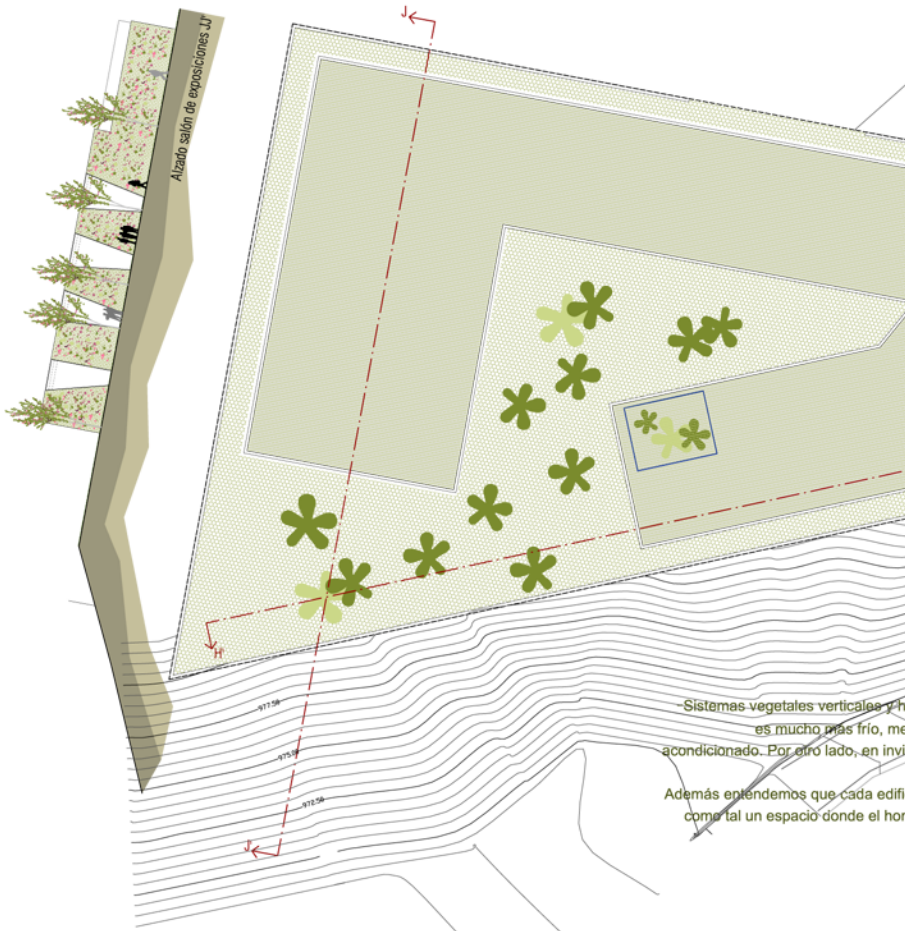 J
Alzado salón de exposiciones JJ'
H'
977.50
975.00
972.50
J'
-Sistemas vegetales verticales y h
es mucho más frío, me
acondicionado. Por otro lado, en invi
Además entendemos que cada edifi
como tal un espacio donde el hor